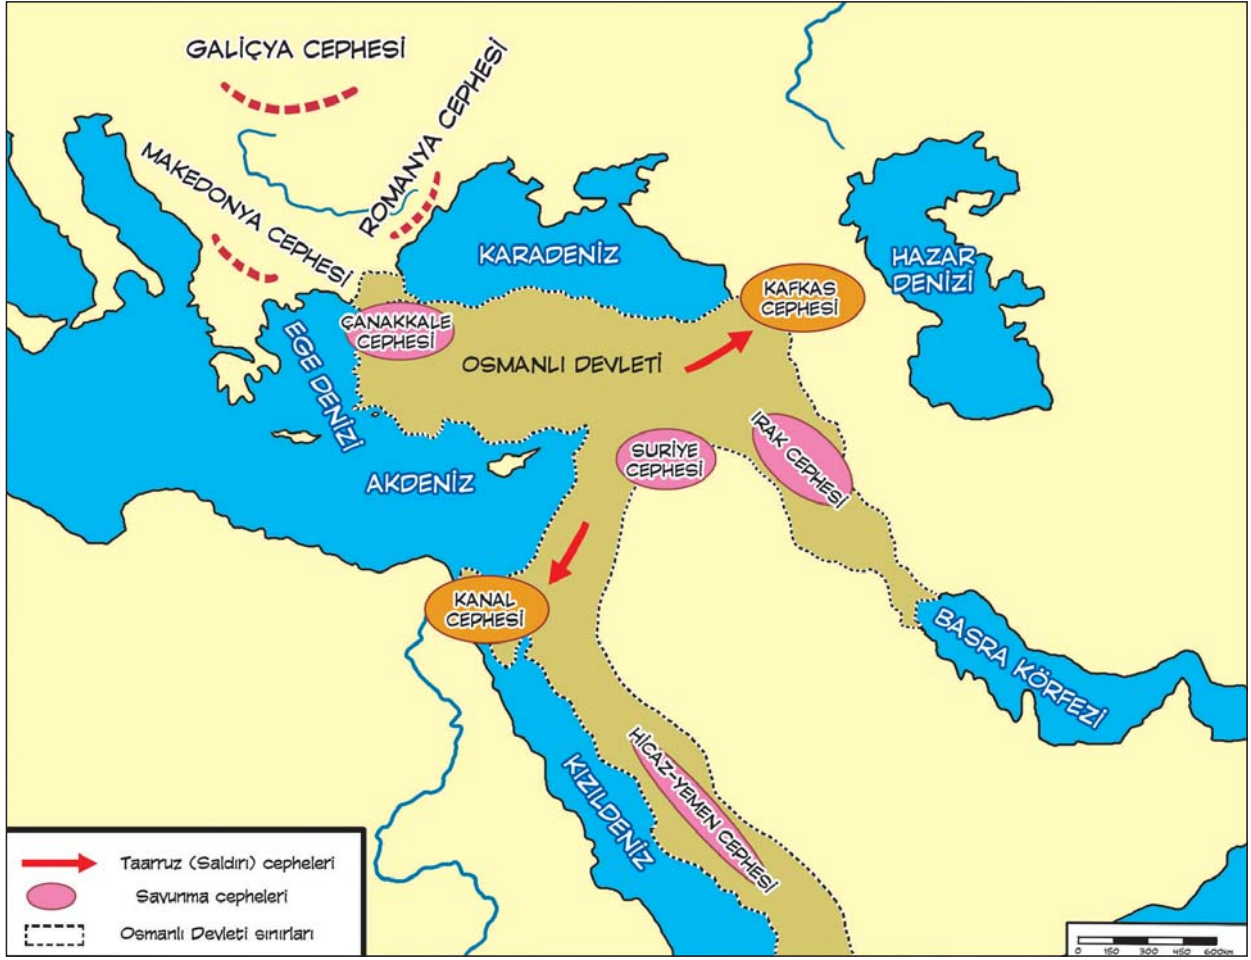 GALİÇYA CEPHESİ
ROMANYA CEPHESİ
MAKEDONYA CEPHESİ
KARADENİZ
HAZAR
DENİZİ
KAFKAS
CEPHESİ
ÇANAKKALE
CEPHESİ
EGE DENİZİ
OSMANLI DEVLETİ
IRAK CEPHESİ
SURİYE
CEPHESİ
AKDENİZ
KANAL
CEPHESİ
BASRA KÖRFEZİ
HİCAZ-YEMEN CEPHESİ
KIZILDENİZ
Taarruz (Saldırı) cepheleri
Savunma cepheleri
Osmanlı Devleti sınırları
0 150 300 450 600km